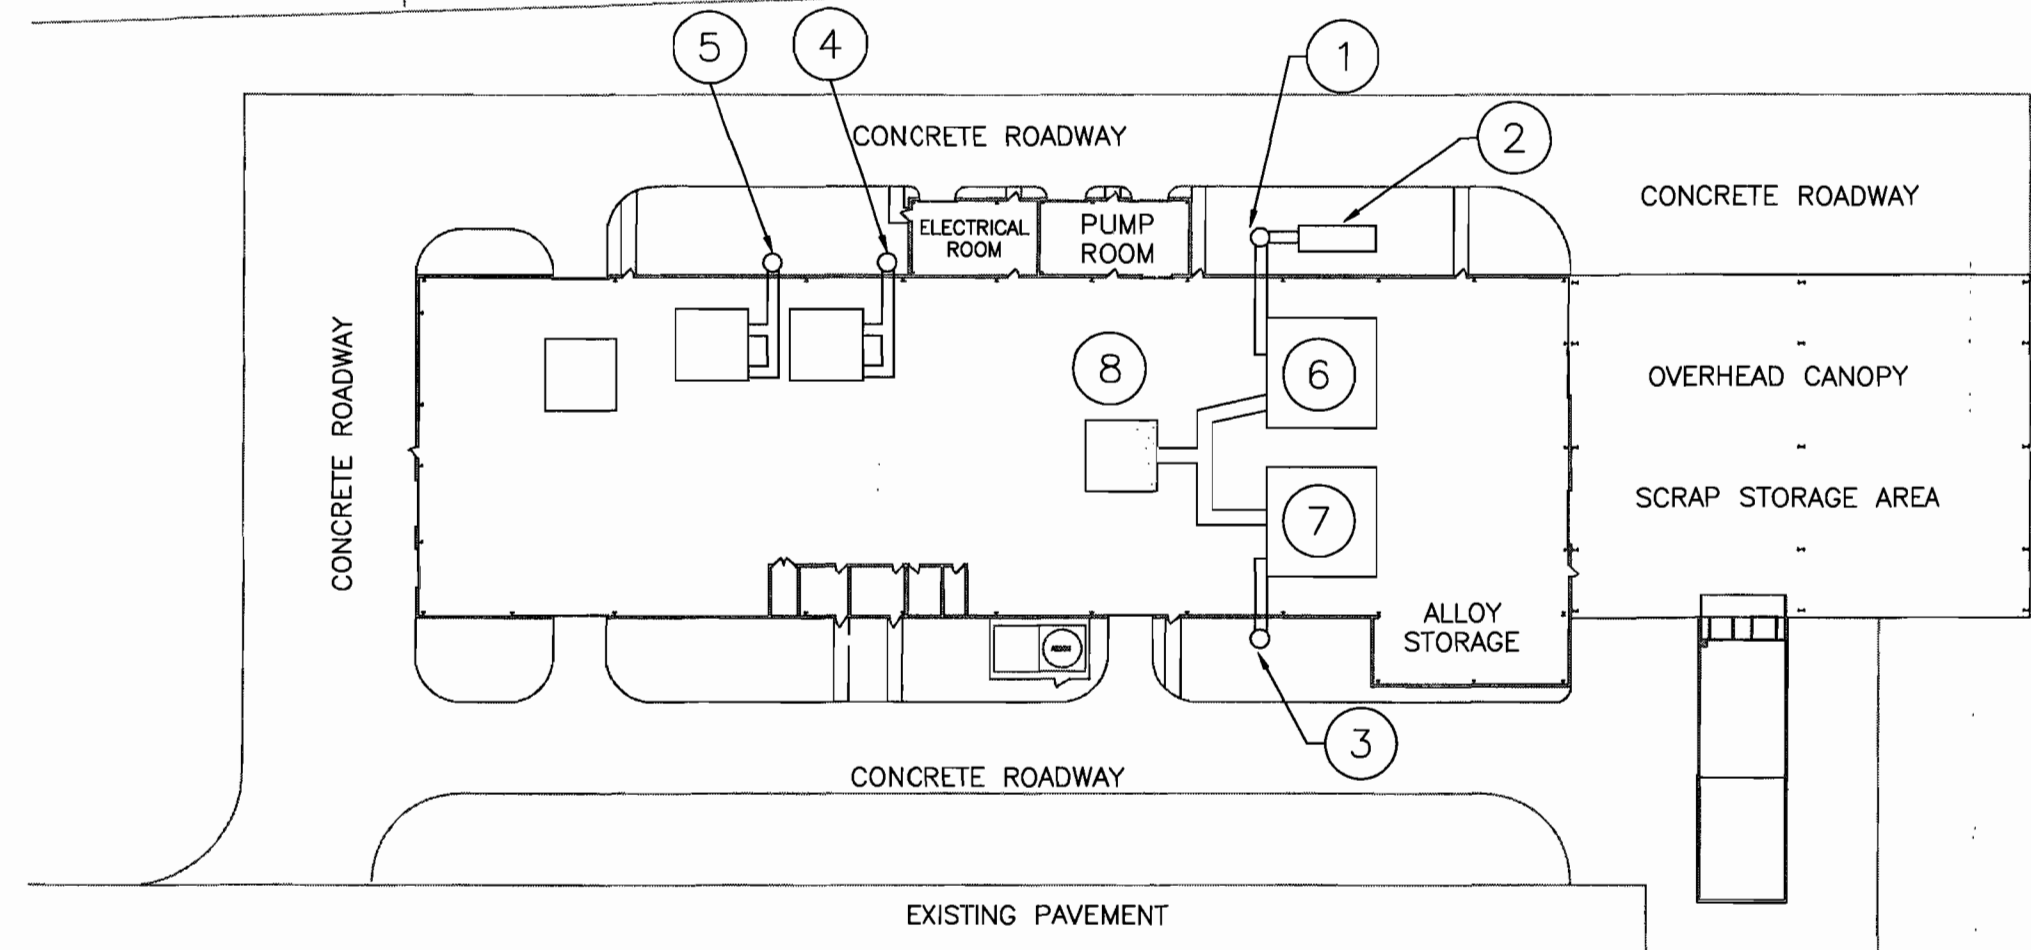 5
4
1
2
CONCRETE ROADWAY
CONCRETE ROADWAY
ELECTRICAL
ROOM
PUMP
ROOM
CONCRETE ROADWAY
8
6
OVERHEAD CANOPY
7
SCRAP STORAGE AREA
ALLOY
STORAGE
3
CONCRETE ROADWAY
EXISTING PAVEMENT